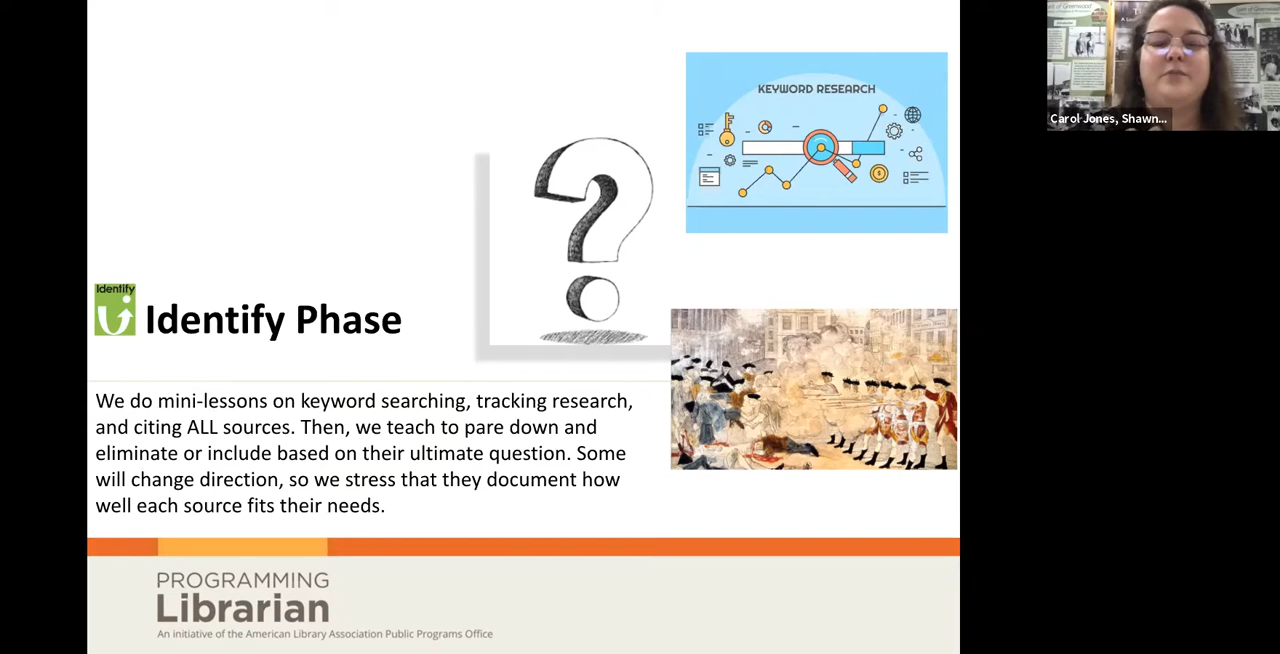 KEYWORD RESEARCH
Identify
Identify Phase
We do mini-lessons on keyword searching, tracking research,
and citing ALL sources. Then, we teach to pare down and
eliminate or include based on their ultimate question. Some
will change direction, so we stress that they document how
well each source fits their needs.
PROGRAMMING
Librarian
An initiative of the American Library Association Public Programs Office
Carol Jones, Shawn...